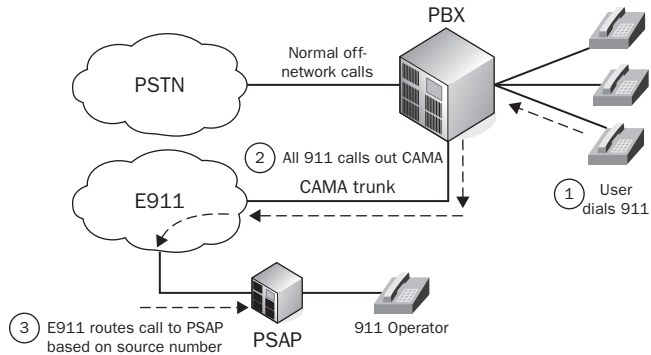 PBX
Normal off-
network calls
PSTN
2
All 911 calls out CAMA
CAMA trunk
E911
1
User
dials 911
3
E911 routes call to PSAP
based on source number
PSAP
911 Operator